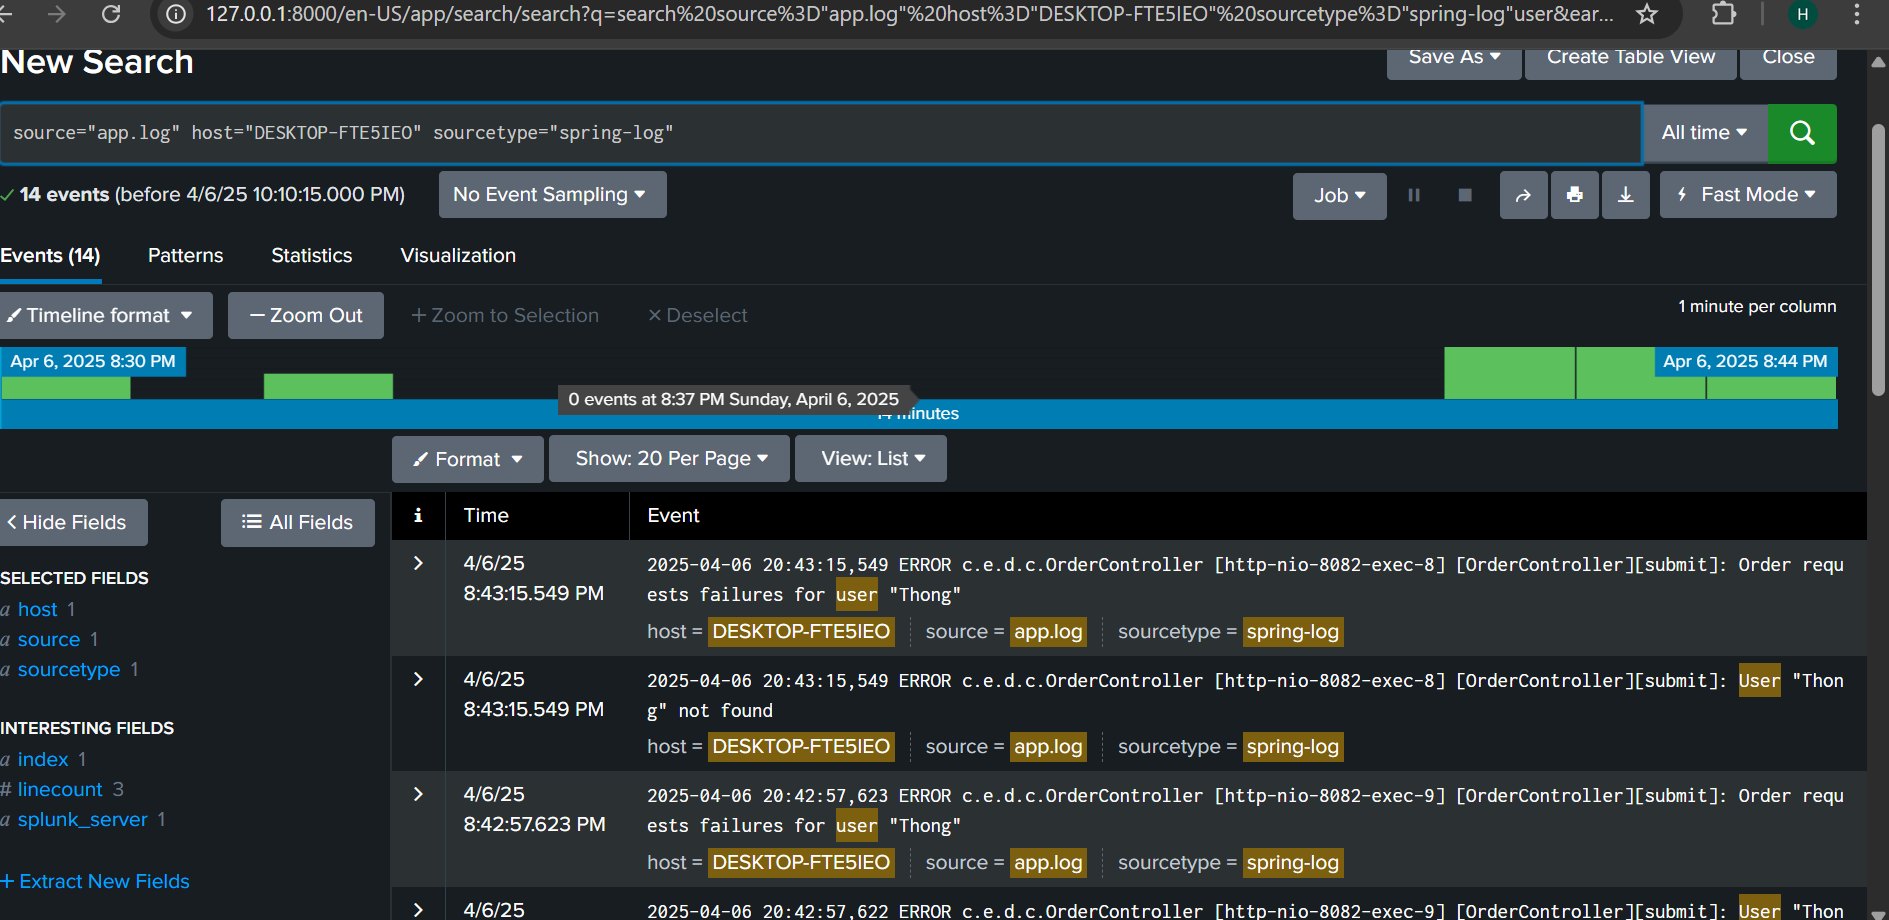 127.0.0.1:8000/en-US/app/search/search?q=search%20source%3D"app.log"%20host%3D"DESKTOP-FTE5IEO"%20sourcetype%3D"spring-log"user&ear...
H
New Search
Save As
Create Table View
Close
source="app.log" host="DESKTOP-FTE5IEO" sourcetype="spring-log"
All time
14 events (before 4/6/25 10:10:15.000 PM)
No Event Sampling
Job
Fast Mode
Events (14)
Patterns
Statistics
Visualization
Timeline format
— Zoom Out
+ Zoom to Selection
× Deselect
1 minute per column
Apr 6, 2025 8:30 PM
Apr 6, 2025 8:44 PM
0 events at 8:37 PM Sunday, April 6, 2025
14 minutes
Format
Show: 20 Per Page
View: List
< Hide Fields
All Fields
i
Time
Event
SELECTED FIELDS
a host 1
a source 1
a sourcetype 1
INTERESTING FIELDS
a index 1
# linecount 3
a splunk_server 1
+ Extract New Fields
4/6/25
8:43:15.549 PM
2025-04-06 20:43:15,549 ERROR c.e.d.c.OrderController [http-nio-8082-exec-8] [OrderController][submit]: Order requ
ests failures for user "Thong"
host = DESKTOP-FTE5IEO source = app.log sourcetype = spring-log
4/6/25
8:43:15.549 PM
2025-04-06 20:43:15,549 ERROR c.e.d.c.OrderController [http-nio-8082-exec-8] [OrderController][submit]: User "Thon
g" not found
host = DESKTOP-FTE5IEO source = app.log sourcetype = spring-log
4/6/25
8:42:57.623 PM
2025-04-06 20:42:57,623 ERROR c.e.d.c.OrderController [http-nio-8082-exec-9] [OrderController][submit]: Order requ
ests failures for user "Thong"
host = DESKTOP-FTE5IEO source = app.log sourcetype = spring-log
4/6/25
2025-04-06 20:42:57,622 ERROR c.e.d.c.OrderController [http-nio-8082-exec-9] [OrderController][submit]: User "Thon